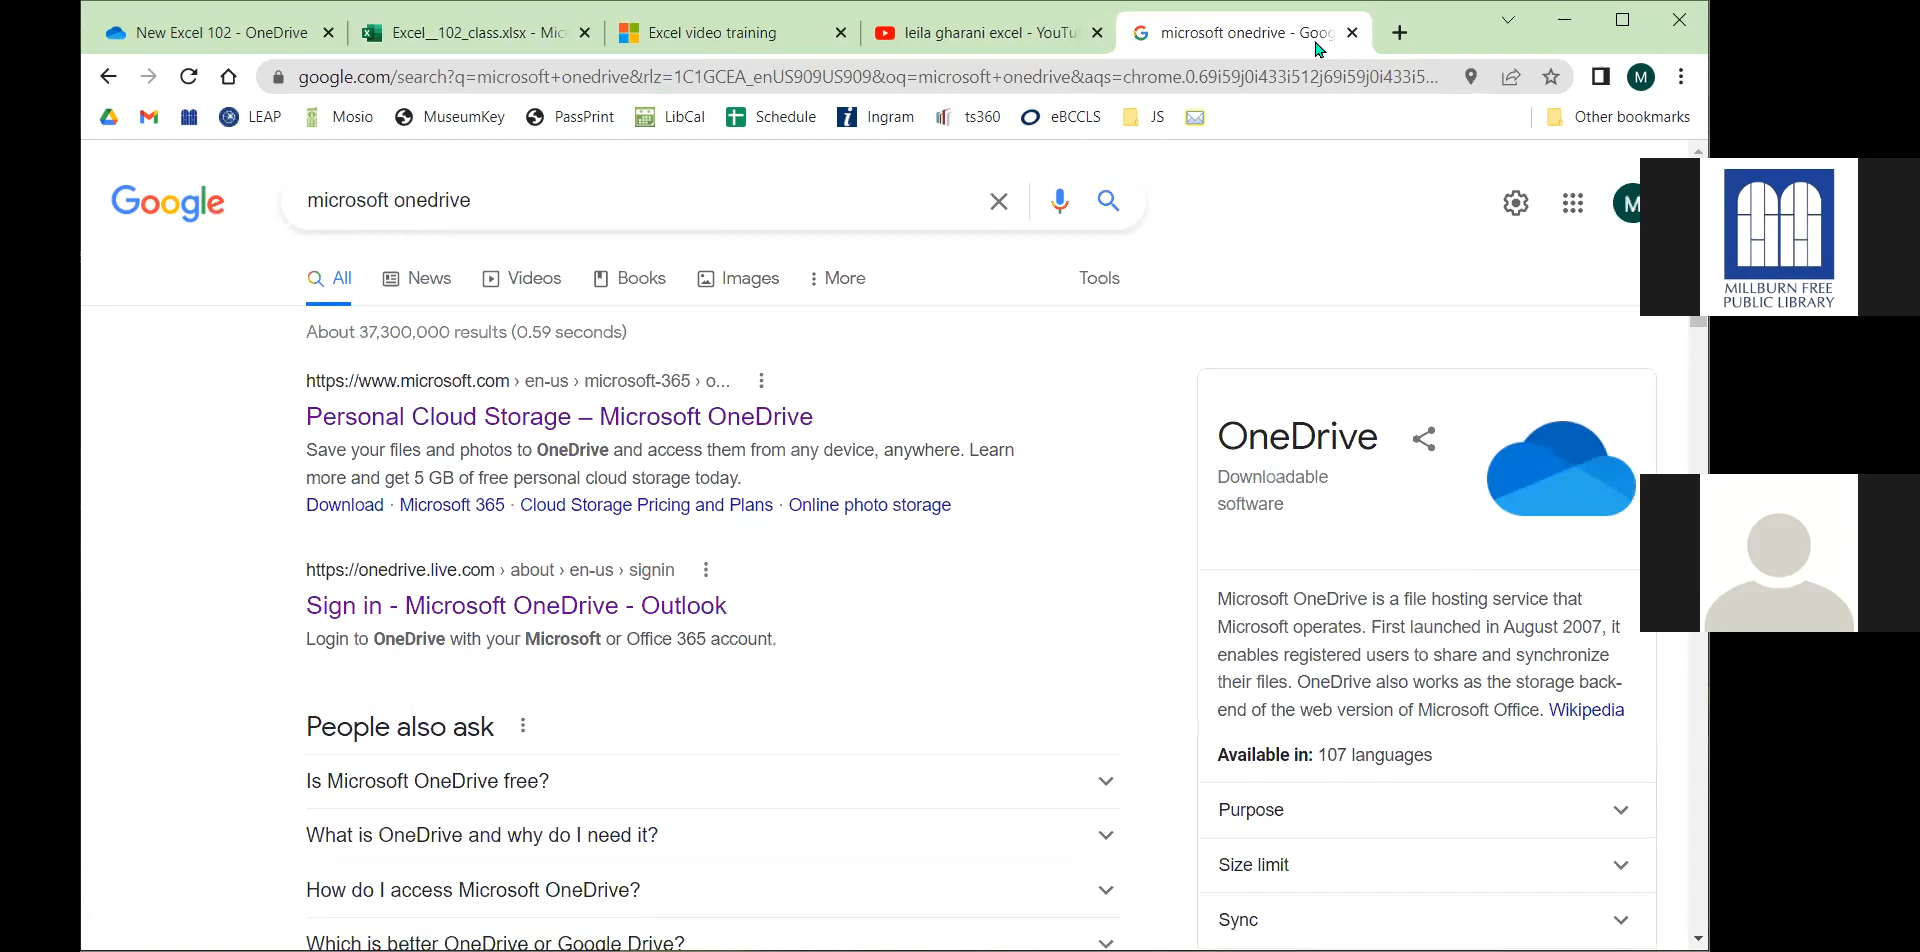 New Excel 102 - OneDrive
Excel__102_class.xlsx - Mic
Excel video training
leila gharani excel - YouTu
microsoft onedrive - Goog
google.com/search?q=microsoft+onedrive&rlz=1C1GCEA_enUS909US909&oq=microsoft+onedrive&aqs=chrome.0.69i59j0i433i512j69i59j0i433i5...
M
LEAP
Mosio
MuseumKey
PassPrint
LibCal
Schedule
Ingram
ts360
eBCCLS
JS
Other bookmarks
Google
microsoft onedrive
M
All
News
Videos
Books
Images
More
Tools
About 37,300,000 results (0.59 seconds)
https://www.microsoft.com › en-us › microsoft-365 › o...
Personal Cloud Storage – Microsoft OneDrive
Save your files and photos to OneDrive and access them from any device, anywhere. Learn
more and get 5 GB of free personal cloud storage today.
Download · Microsoft 365 · Cloud Storage Pricing and Plans · Online photo storage
https://onedrive.live.com › about › en-us › signin
Sign in - Microsoft OneDrive - Outlook
Login to OneDrive with your Microsoft or Office 365 account.
People also ask
Is Microsoft OneDrive free?
What is OneDrive and why do I need it?
How do I access Microsoft OneDrive?
Which is better OneDrive or Google Drive?
OneDrive
Downloadable
software
Microsoft OneDrive is a file hosting service that
Microsoft operates. First launched in August 2007, it
enables registered users to share and synchronize
their files. OneDrive also works as the storage back-
end of the web version of Microsoft Office. Wikipedia
Available in: 107 languages
Purpose
Size limit
Sync
MILLBURN FREE
PUBLIC LIBRARY